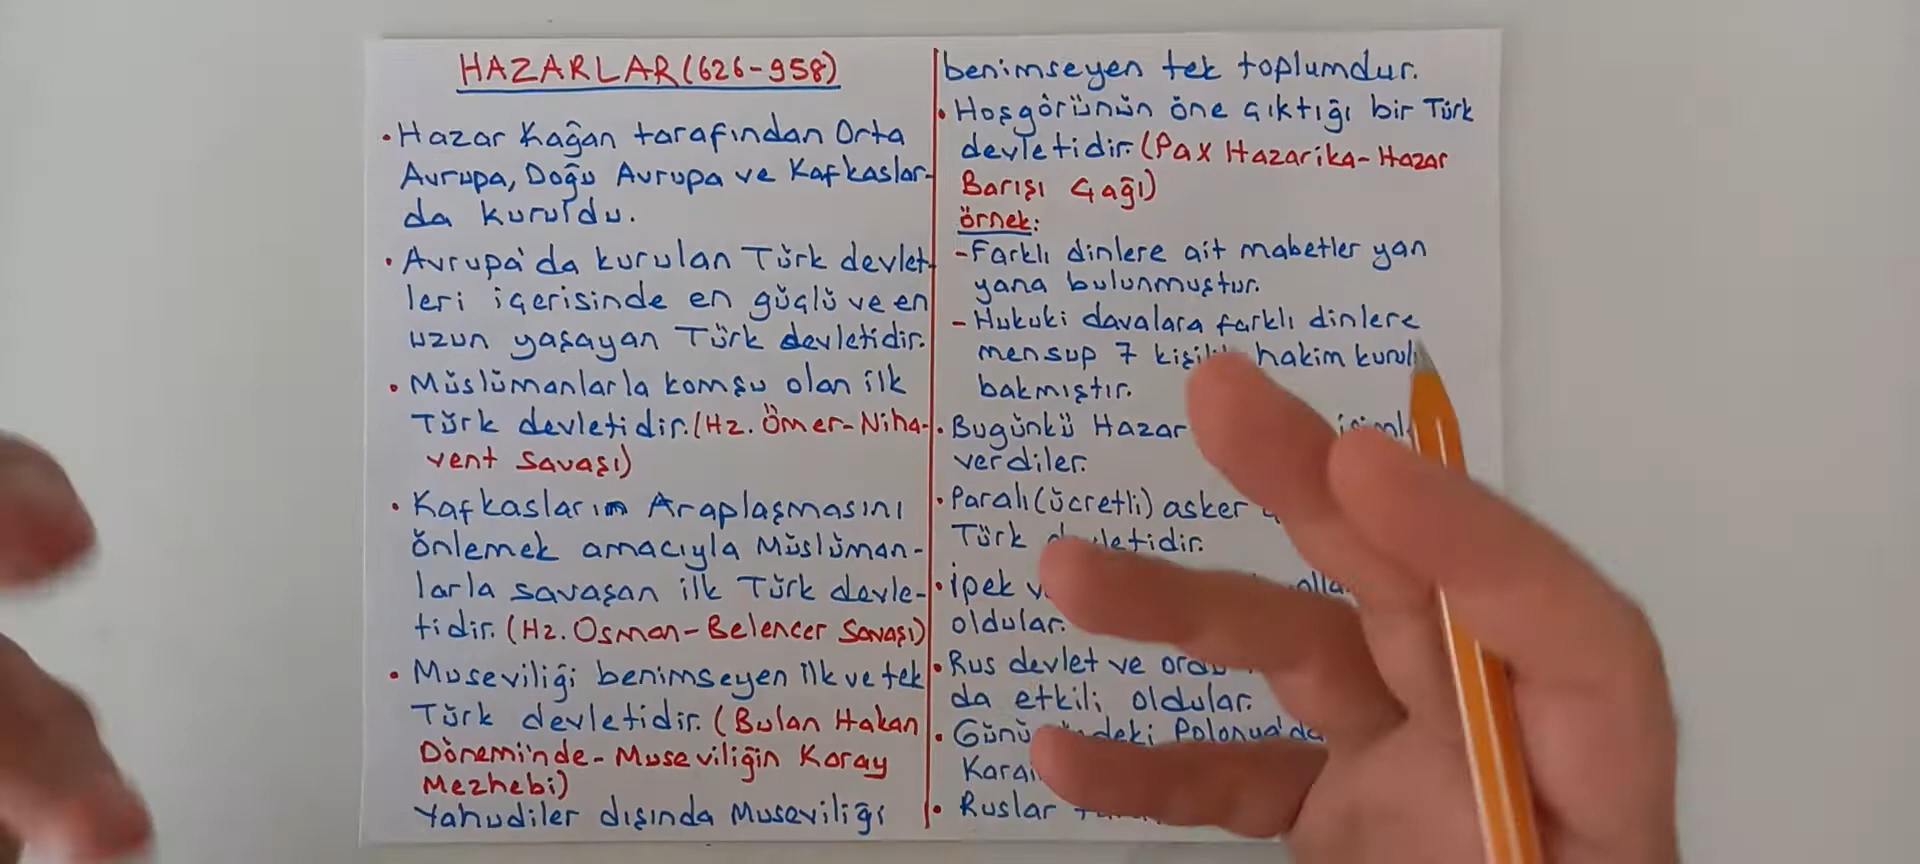 HAZARLAR(626-958)
• Hazar Kağan tarafından Orta
Avrupa, Doğu Avrupa ve Kafkaslar-
da kuruldu.
• Avrupa'da kurulan Türk devlet-
leri içerisinde en güçlü ve en
uzun yaşayan Türk devletidir.
• Müslümanlarla komşu olan ilk
Türk devletidir.(Hz. Ömer-Niha-
vent Savaşı)
• Kafkasların Araplaşmasını
önlemek amacıyla Müslüman-
larla savaşan ilk Türk devle-
tidir. (Hz. Osman-Belencer Savaşı)
• Museviliği benimseyen ilk ve tek
Türk devletidir. (Bulan Hakan
Döneminde-Museviliğin Karay
Mezhebi)
Yahudiler dışında Museviliği
benimseyen tek toplumdur.
• Hoşgörünün öne çıktığı bir Türk
devletidir.(Pax Hazarika-Hazar
Barışı Çağı)
örnek:
-Farklı dinlere ait mabetler yan
yana bulunmuştur.
-Hukuki davalara farklı dinlere
mensup 7 hakim
bakmıştır.
• Bugünkü Hazar
verdiler.
• Paralı(ücretli) asker
Türk
• İpek
oldular.
• Rus devlet ve
da etkili oldular.
• Polonya'da
• Ruslar